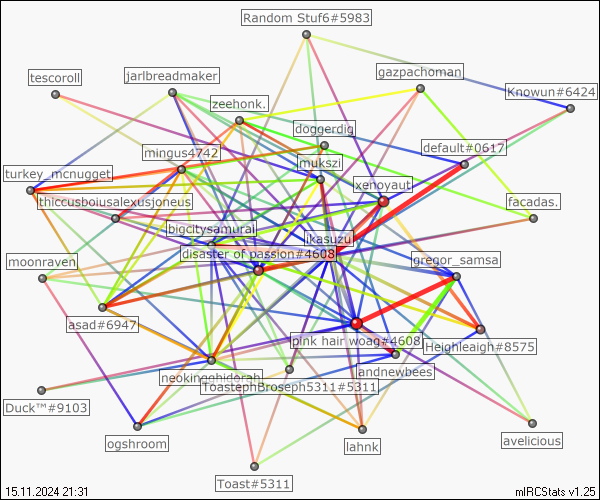 Random Stuf6#5983
tescoroll
jarlbreadmaker
gazpachoman
Knowun#6424
zeehonk.
doggerdig
default#0617
mingus4742
mukszi
turkey_mcnugget
xenoyaut
thiccusboiusalexusjoneus
facadas.
bigcitysamurai
ikasuzu
disaster of passion#4608
moonraven
gregor_samsa
asad#6947
pink hair woag#4608
Heighleaigh#8575
andnewbees
neokingghidorah
ToastephBroseph5311#5311
Duck™#9103
ogshroom
lahnk
avelicious
Toast#5311
15.11.2024 21:31
mIRCStats v1.25